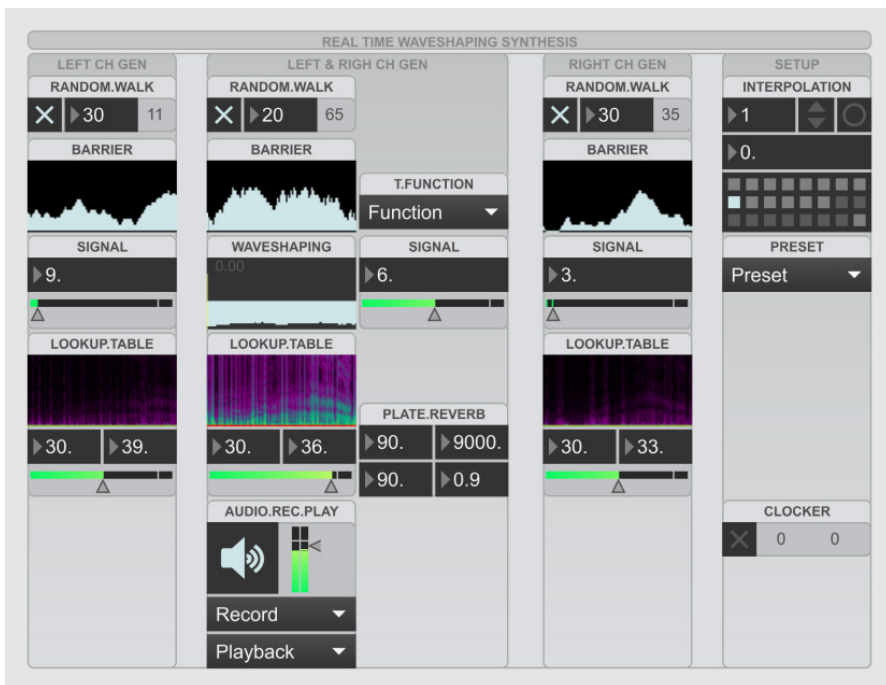 REAL TIME WAVESHAPING SYNTHESIS
LEFT CH GEN
RANDOM.WALK
30 11
BARRIER
SIGNAL
9.
LOOKUP.TABLE
30. 39.
LEFT & RIGH CH GEN
RANDOM.WALK
20 65
BARRIER
T.FUNCTION
Function
WAVESHAPING
0.00
SIGNAL
6.
LOOKUP.TABLE
30. 36.
PLATE.REVERB
90. 9000.
90. 0.9
AUDIO.REC.PLAY
Record
Playback
RIGHT CH GEN
RANDOM.WALK
30 35
BARRIER
SIGNAL
3.
LOOKUP.TABLE
30. 33.
SETUP
INTERPOLATION
1
0.
PRESET
Preset
CLOCKER
0 0